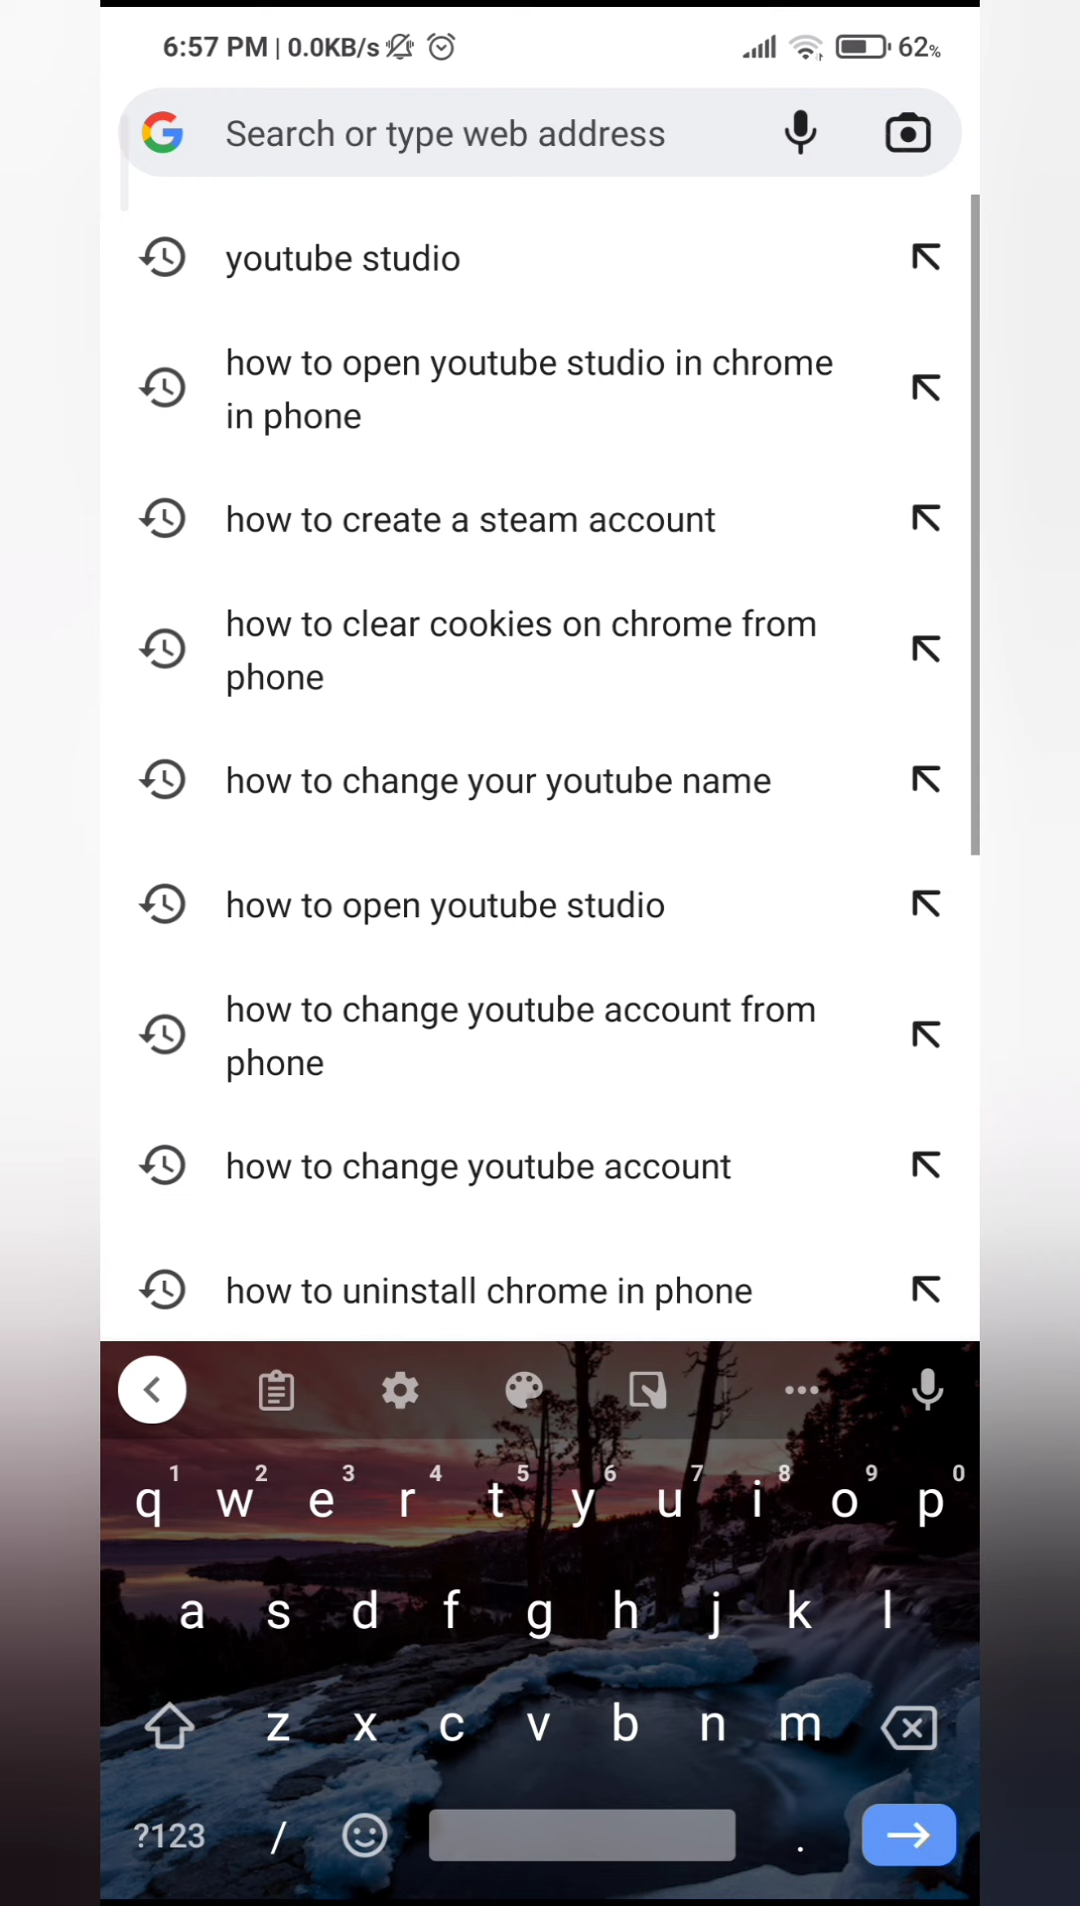 6:57 PM | 0.0KB/s 62%
Search or type web address
youtube studio
how to open youtube studio in chrome
in phone
how to create a steam account
how to clear cookies on chrome from
phone
how to change your youtube name
how to open youtube studio
how to change youtube account from
phone
how to change youtube account
how to uninstall chrome in phone
1 2 3 4 5 6 7 8 9 0
q w e r t y u i o p
a s d f g h j k l
z x c v b n m
?123 / .